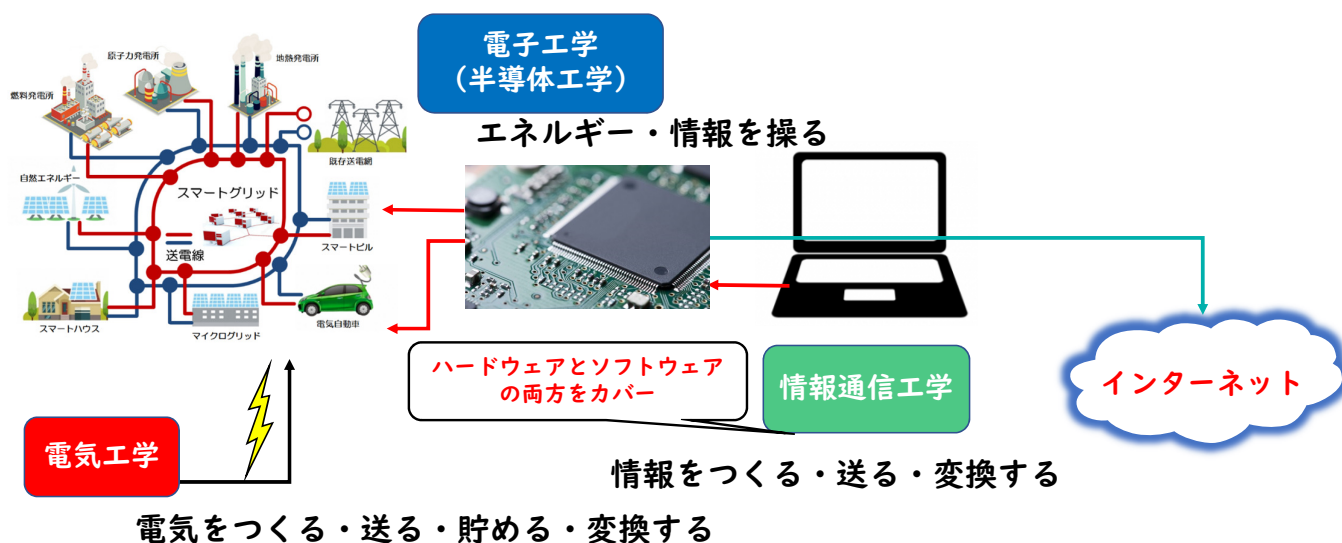 電子工学
(半導体工学)
エネルギー・情報を操る
原子力発電所
地熱発電所
燃料発電所
既存送電網
自然エネルギー
スマートグリッド
送電線
スマートビル
スマートハウス
マイクログリッド
電気自動車
ハードウェアとソフトウェア
の両方をカバー
情報通信工学
インターネット
電気工学
情報をつくる・送る・変換する
電気をつくる・送る・貯める・変換する